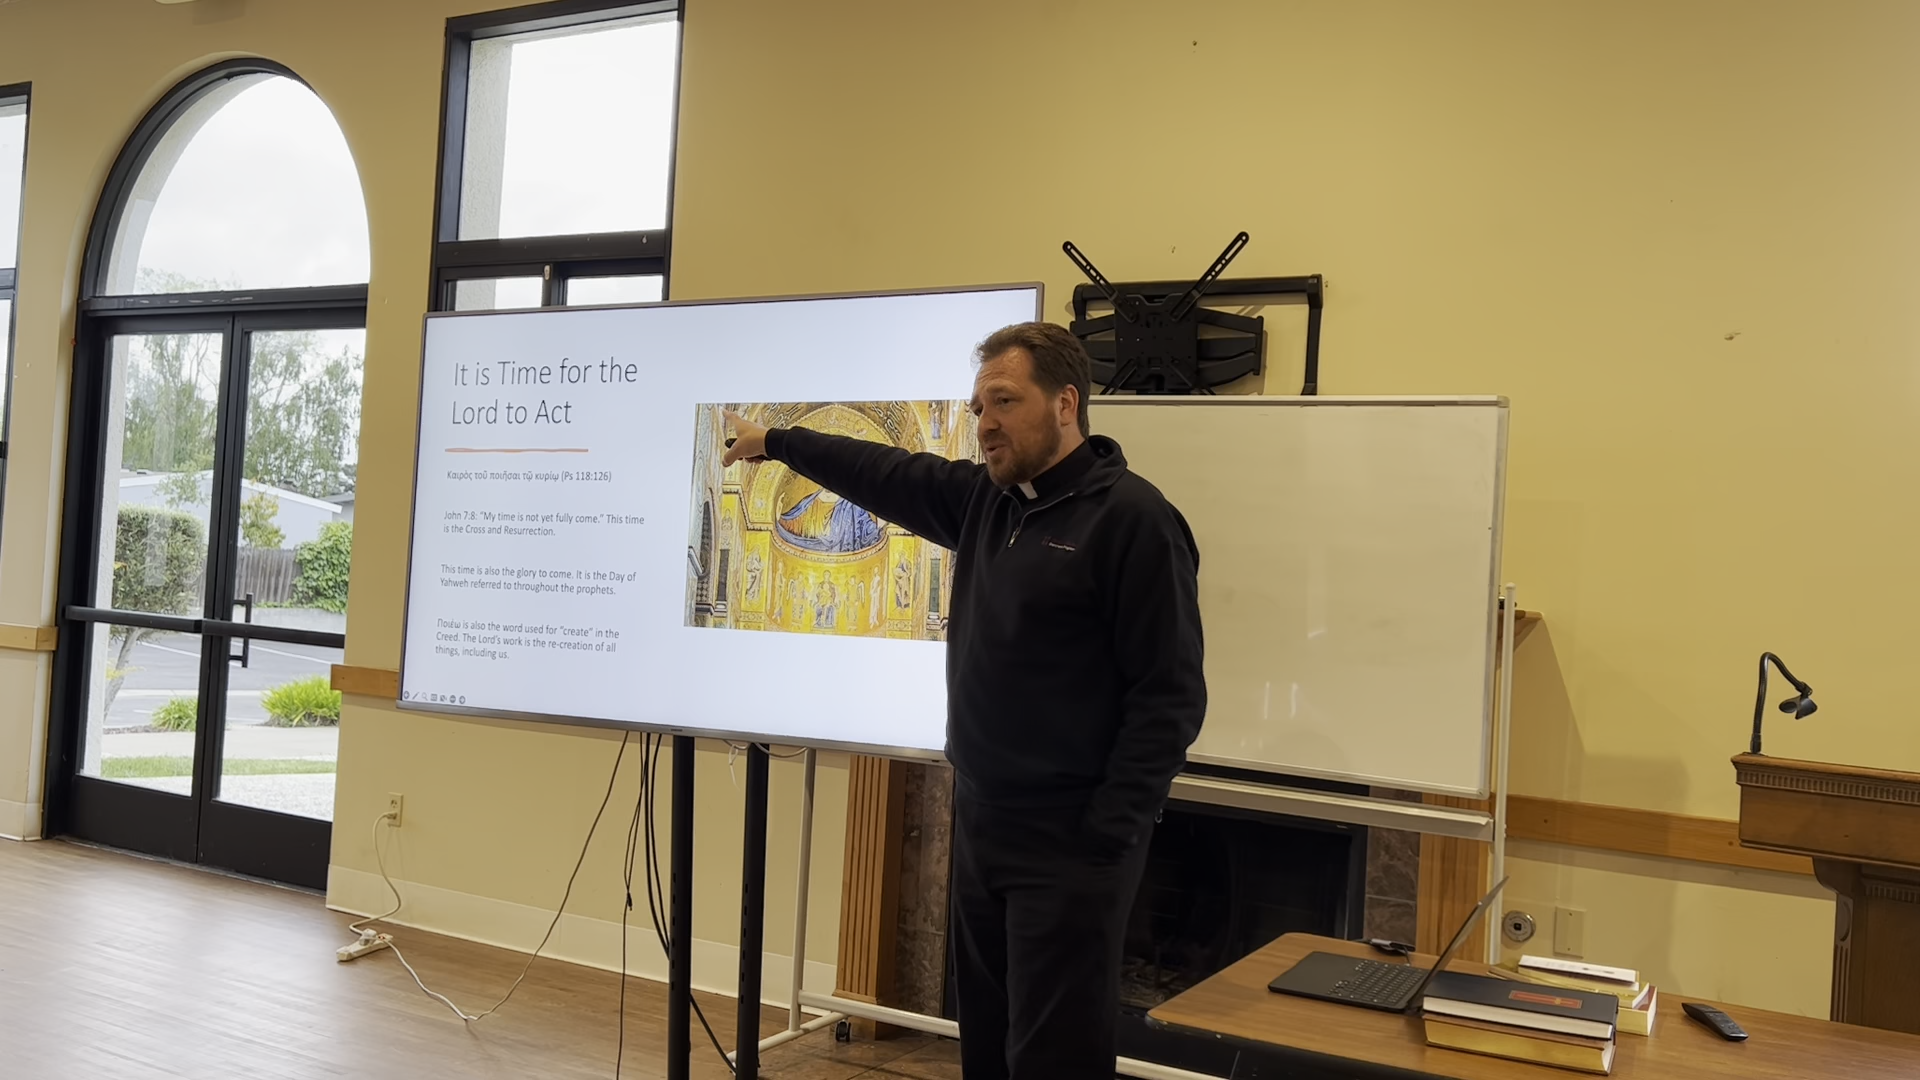 It is Time for the
Lord to Act
Καιρὸς τοῦ ποιῆσαι τῷ κυρίῳ (Ps 118:126)
John 7:8: "My time is not yet fully come." This time
is the Cross and Resurrection.
This time is also the glory to come. It is the Day of
Yahweh referred to throughout the prophets.
Ποιέω is also the word used for "create" in the
Creed. The Lord's work is the re-creation of all
things, including us.